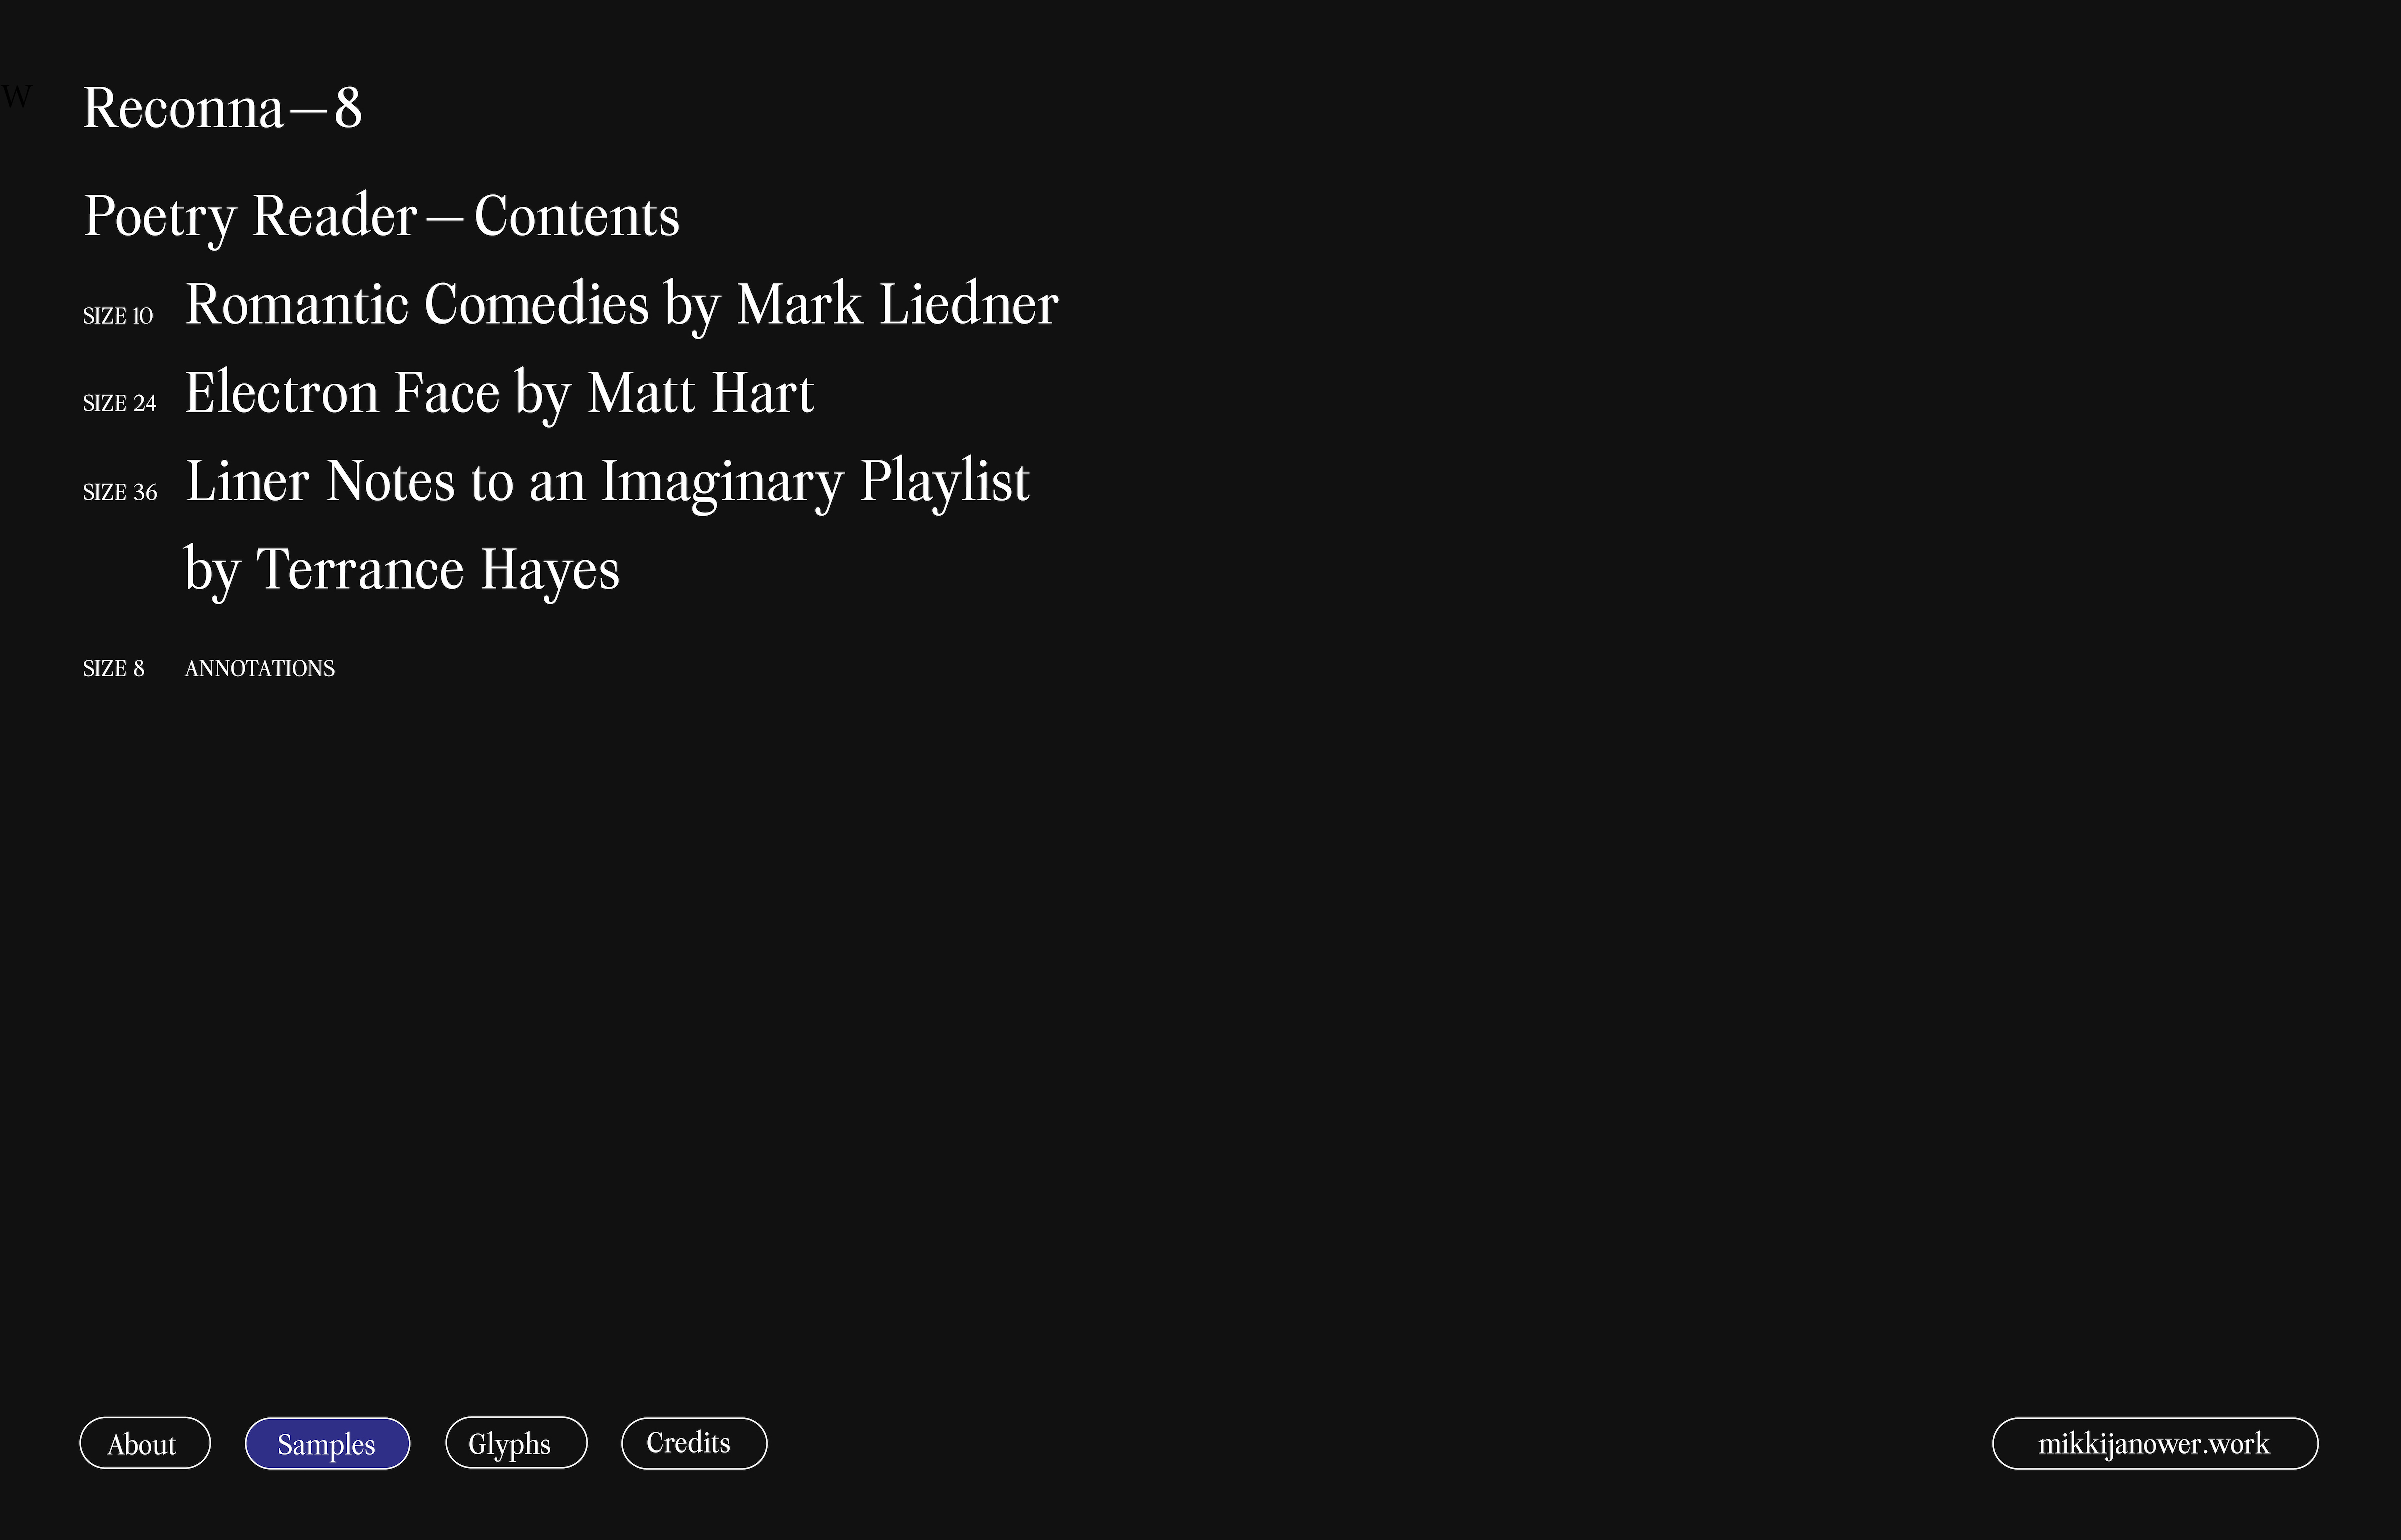 W
Reconna—8
Poetry Reader—Contents
SIZE 10 Romantic Comedies by Mark Liedner
SIZE 24 Electron Face by Matt Hart
SIZE 36 Liner Notes to an Imaginary Playlist
by Terrance Hayes
SIZE 8 ANNOTATIONS
About Samples Glyphs Credits mikkijanower.work